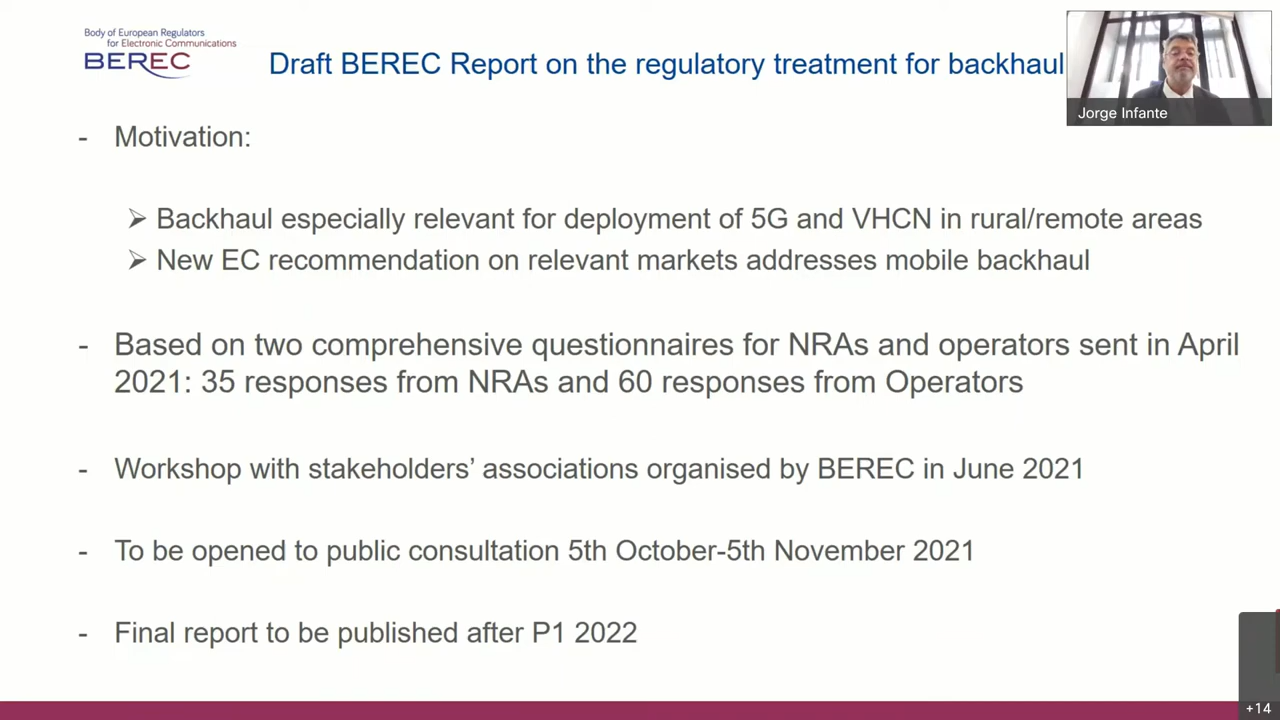 Body of European Regulators
for Electronic Communications
BEREC
Draft BEREC Report on the regulatory treatment for backhaul
Jorge Infante
- Motivation:
➢ Backhaul especially relevant for deployment of 5G and VHCN in rural/remote areas
➢ New EC recommendation on relevant markets addresses mobile backhaul
- Based on two comprehensive questionnaires for NRAs and operators sent in April
2021: 35 responses from NRAs and 60 responses from Operators
- Workshop with stakeholders’ associations organised by BEREC in June 2021
- To be opened to public consultation 5th October-5th November 2021
- Final report to be published after P1 2022
+14